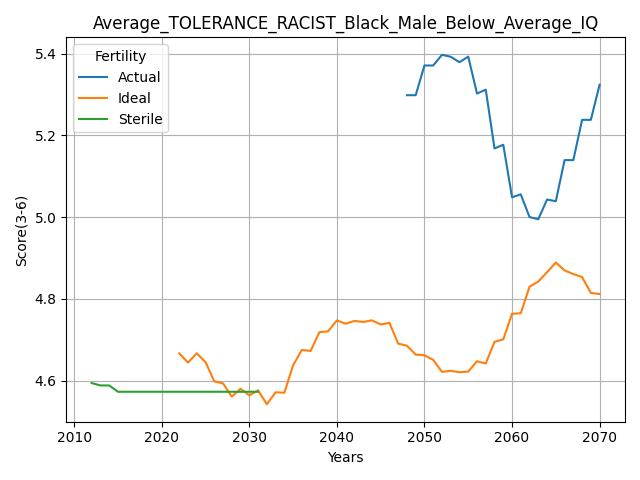 Average_TOLERANCE_RACIST_Black_Male_Below_Average_IQ
Fertility
Actual
Ideal
Sterile
Score(3-6)
5.4
5.2
5.0
4.8
4.6
2010 2020 2030 2040 2050 2060 2070
Years